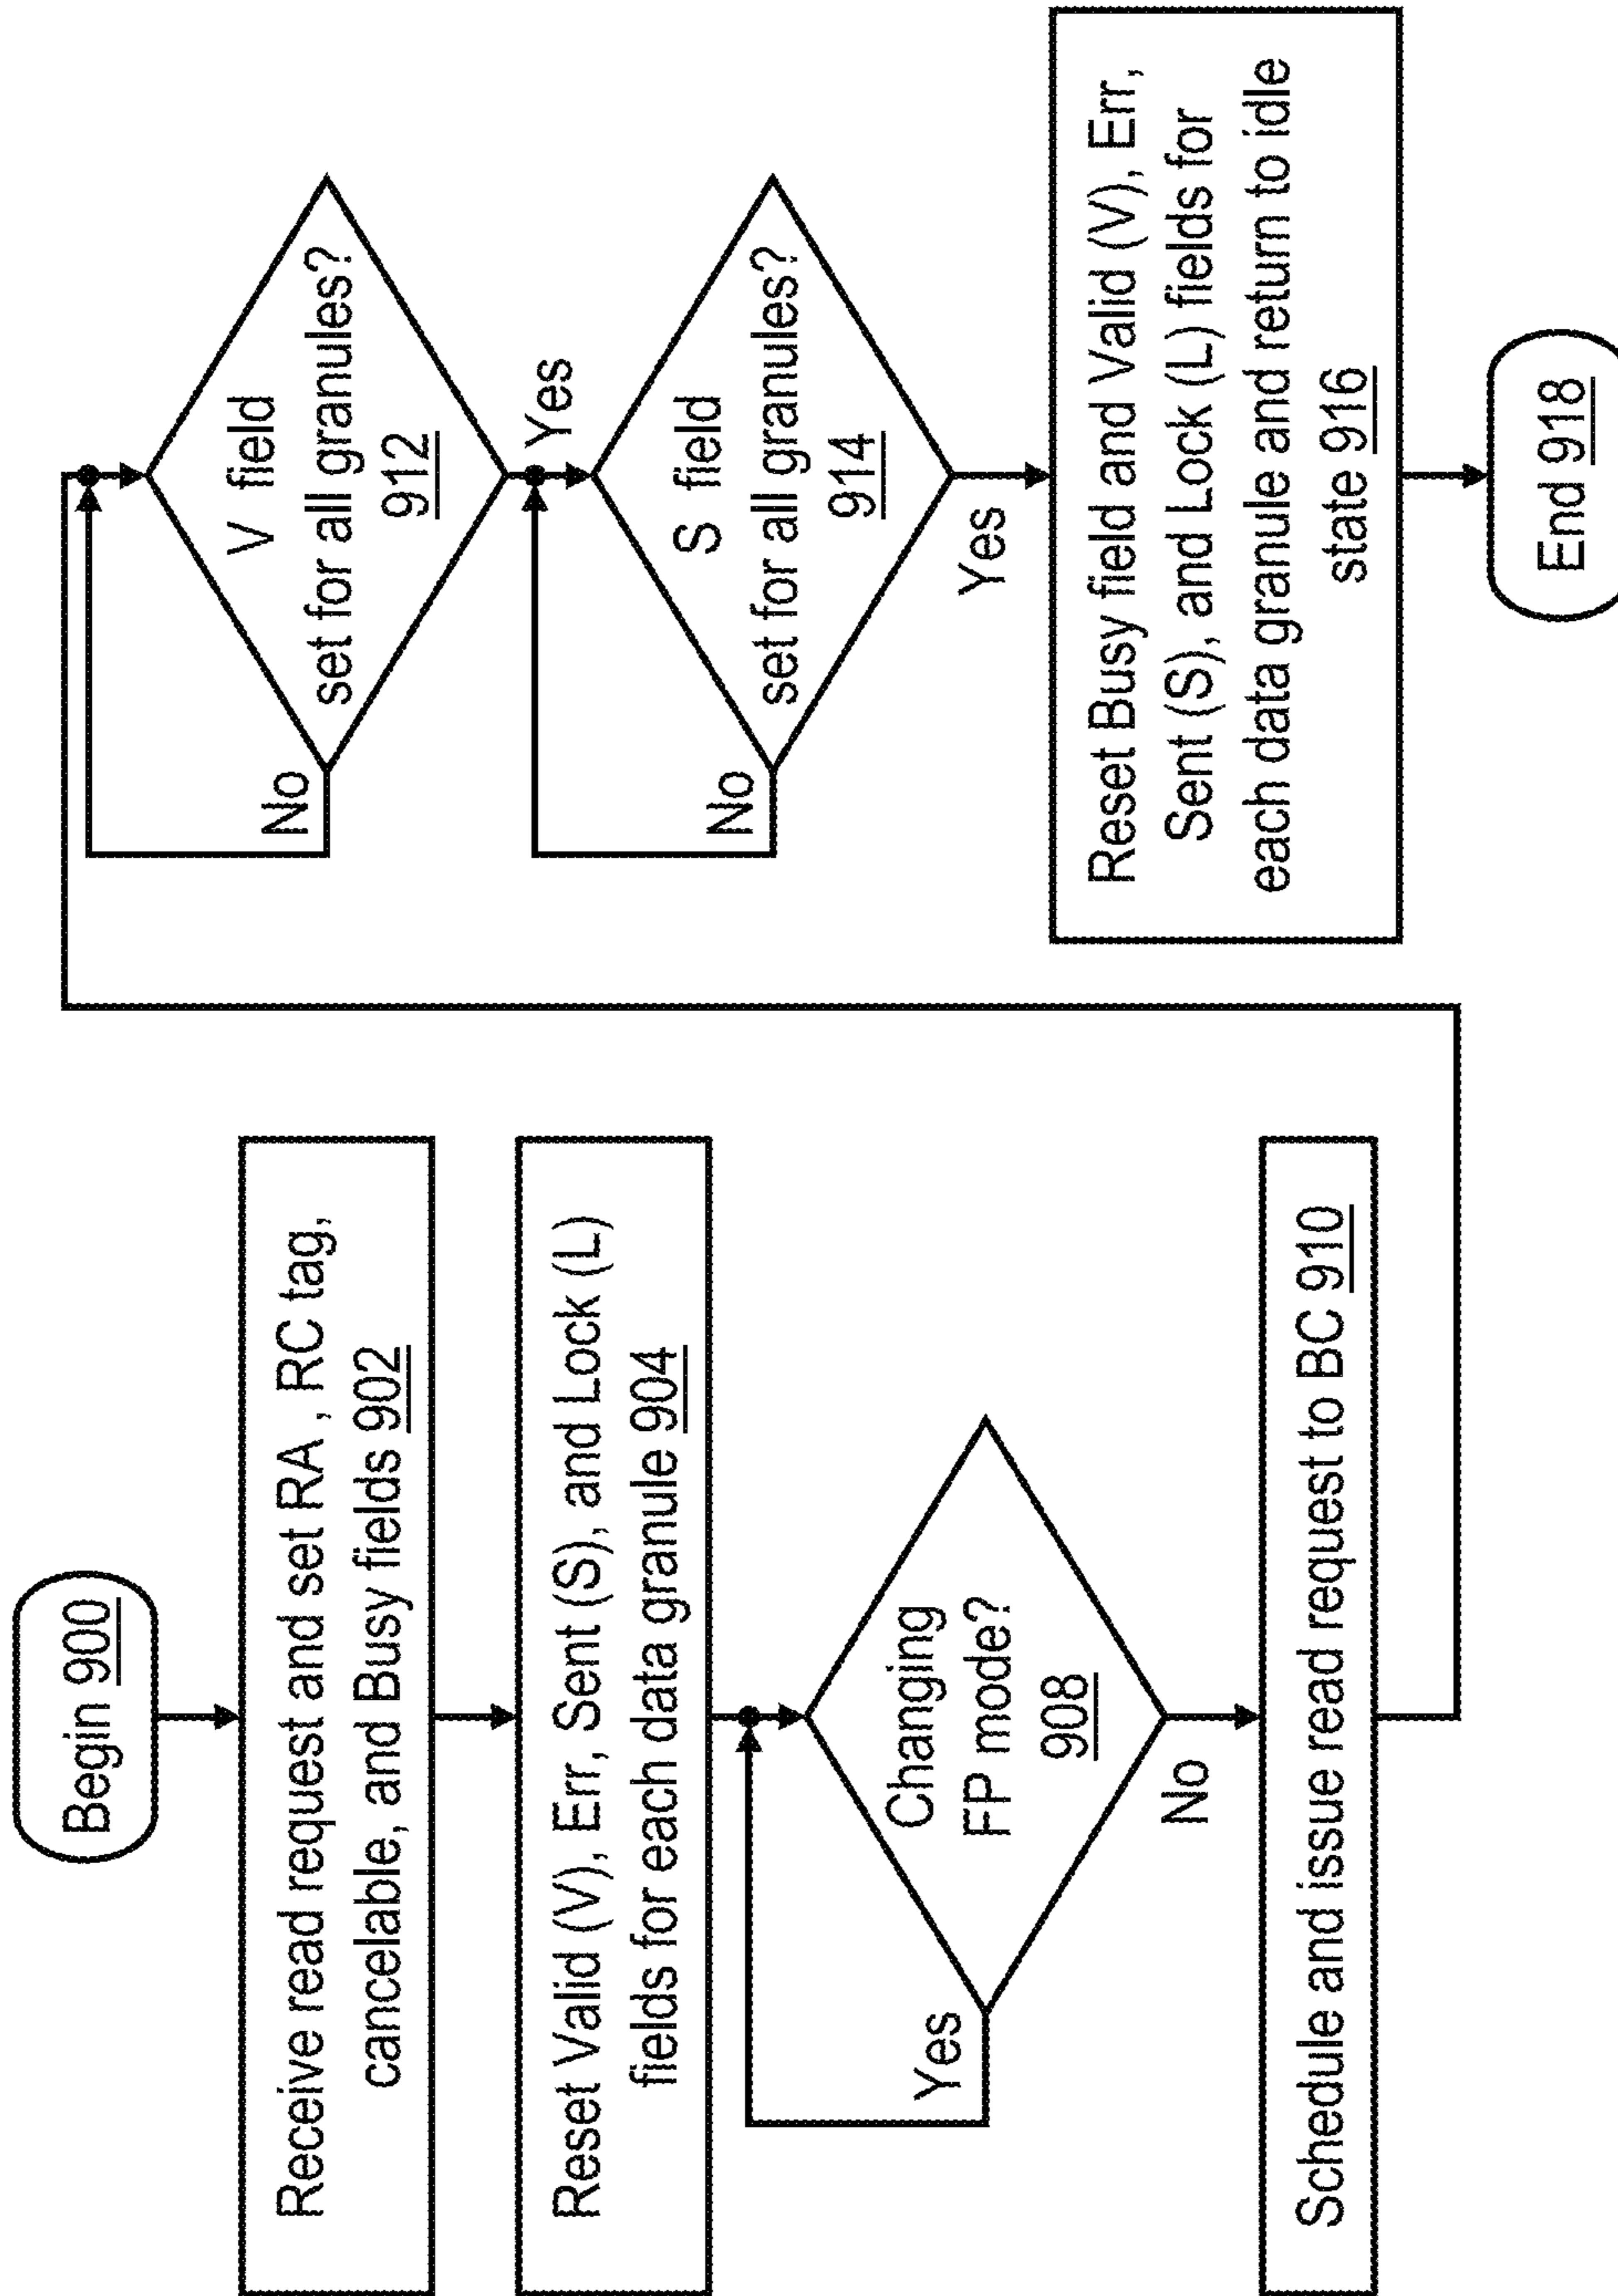 Begin 900
Receive read request and set RA , RC tag,
cancelable, and Busy fields 902
Reset Valid (V), Err, Sent (S), and Lock (L)
fields for each data granule 904
Changing
FP mode?
908
Yes
No
Schedule and issue read request to BC 910
V field
set for all granules?
912
No
Yes
S field
set for all granules?
914
No
Yes
Reset Busy field and Valid (V), Err,
Sent (S), and Lock (L) fields for
each data granule and return to idle
state 916
End 918